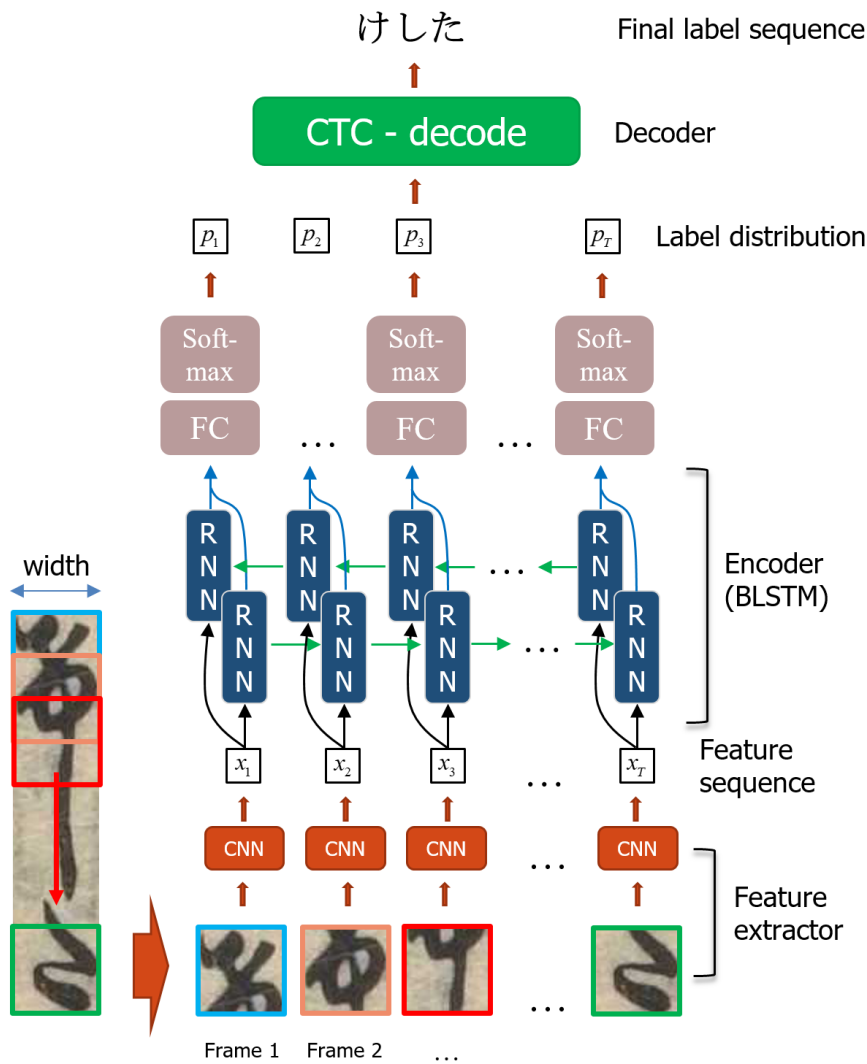 けした Final label sequence
CTC - decode Decoder
p1 p2 p3 pT Label distribution
Soft-max Soft-max Soft-max
FC ... FC ... FC
RNN RNN RNN ... RNN
width
Encoder (BLSTM)
RNN RNN RNN ... RNN
x1 x2 x3 ... xT
Feature sequence
CNN CNN CNN ... CNN
Feature extractor
...
Frame 1 Frame 2 ...